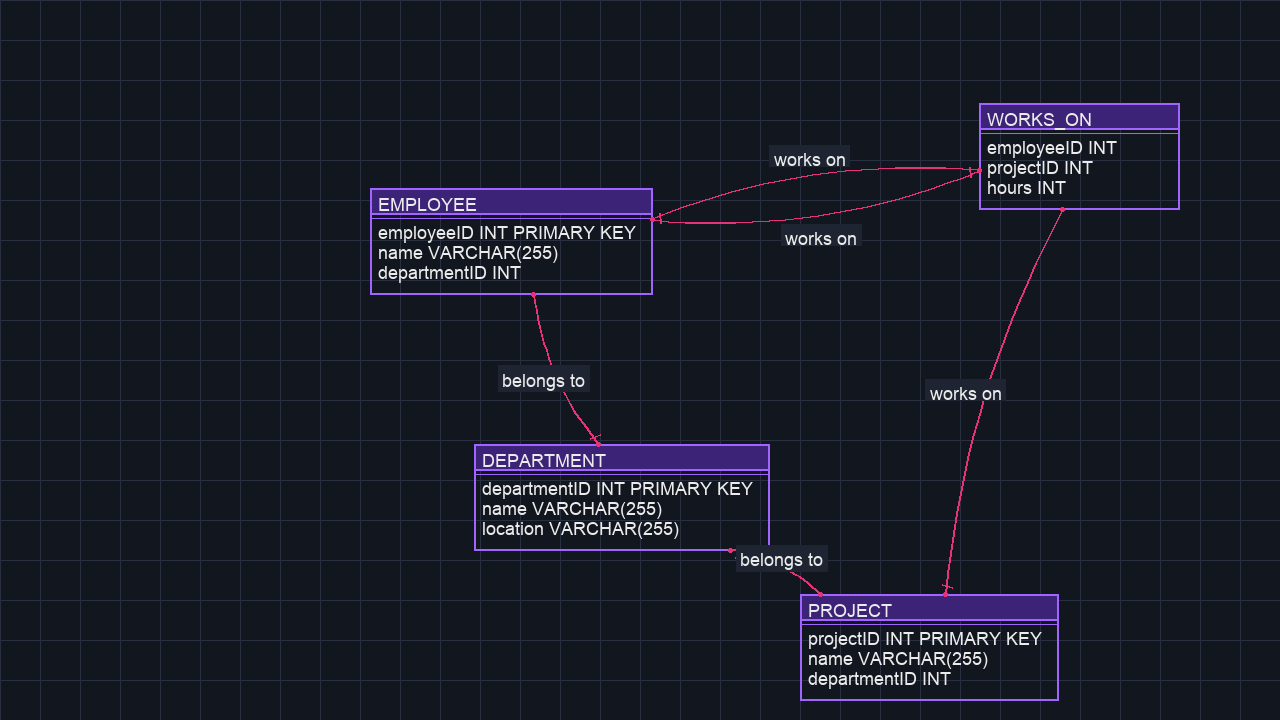 WORKS_ON
employeeID INT
projectID INT
hours INT
works on
works on
EMPLOYEE
employeeID INT PRIMARY KEY
name VARCHAR(255)
departmentID INT
belongs to
works on
DEPARTMENT
departmentID INT PRIMARY KEY
name VARCHAR(255)
location VARCHAR(255)
belongs to
PROJECT
projectID INT PRIMARY KEY
name VARCHAR(255)
departmentID INT